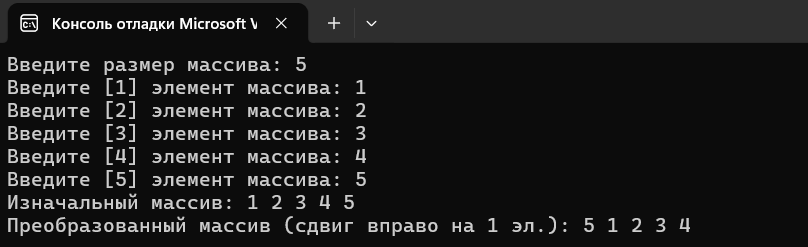 Консоль отладки Microsoft V
Введите размер массива: 5
Введите [1] элемент массива: 1
Введите [2] элемент массива: 2
Введите [3] элемент массива: 3
Введите [4] элемент массива: 4
Введите [5] элемент массива: 5
Изначальный массив: 1 2 3 4 5
Преобразованный массив (сдвиг вправо на 1 эл.): 5 1 2 3 4